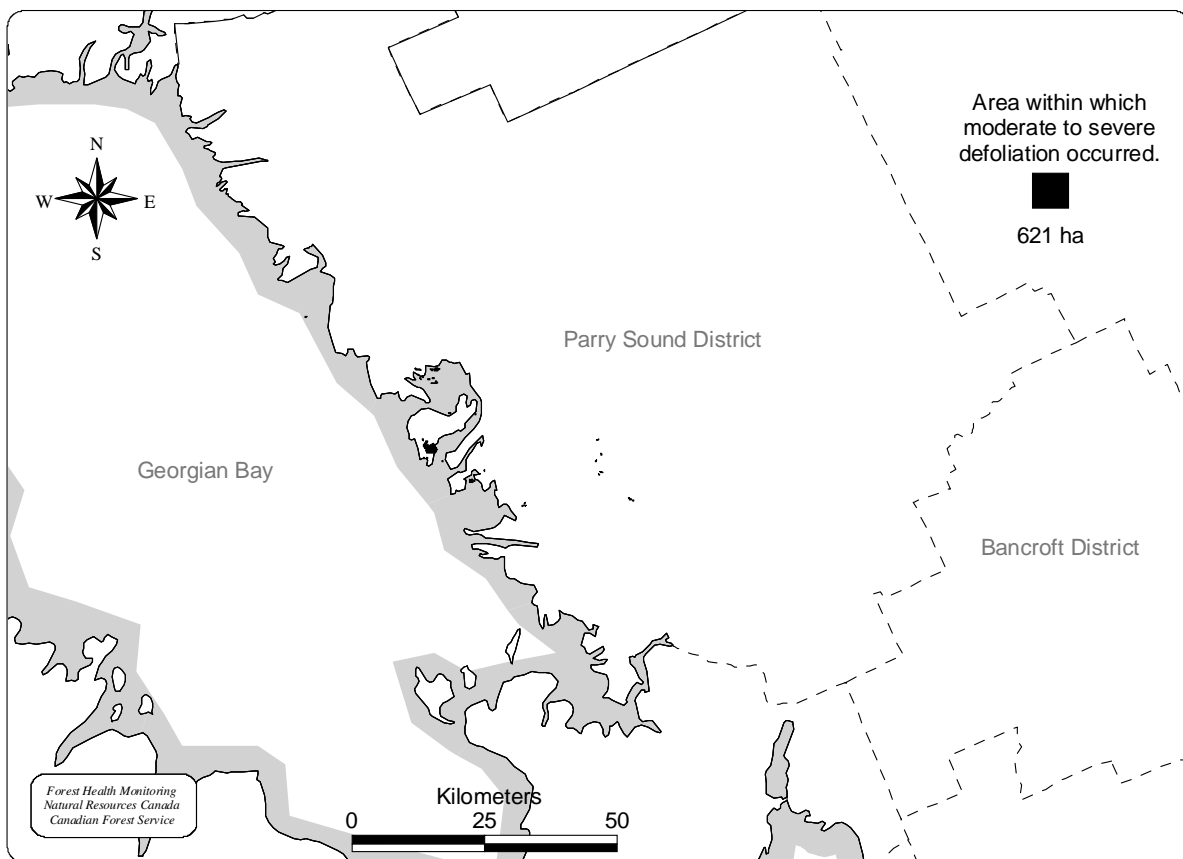 Area within which
moderate to severe
defoliation occurred.
621 ha
N
W E
S
Parry Sound District
Georgian Bay
Bancroft District
Forest Health Monitoring
Natural Resources Canada
Canadian Forest Service
Kilometers
0 25 50